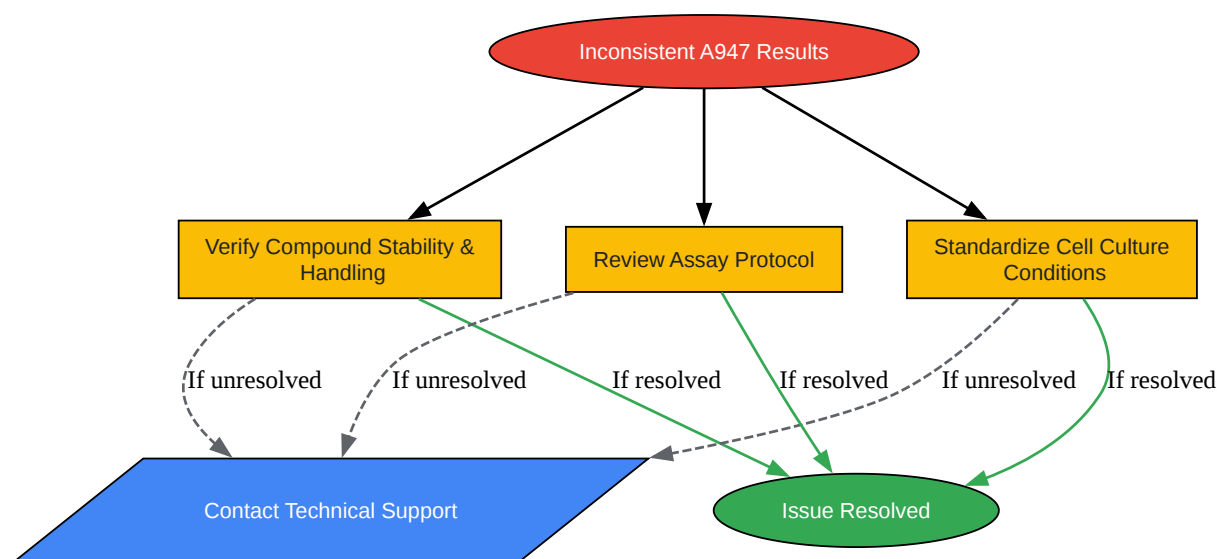 Inconsistent A947 Results
Verify Compound Stability &
Handling
Review Assay Protocol
Standardize Cell Culture
Conditions
If unresolved
If unresolved
If resolved
If resolved
If unresolved
If resolved
Contact Technical Support
Issue Resolved